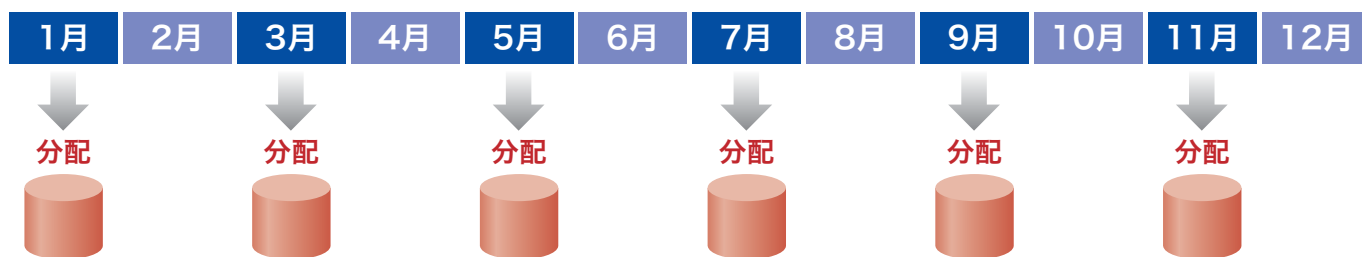 1月 2月 3月 4月 5月 6月 7月 8月 9月 10月 11月 12月
分配 分配 分配 分配 分配 分配